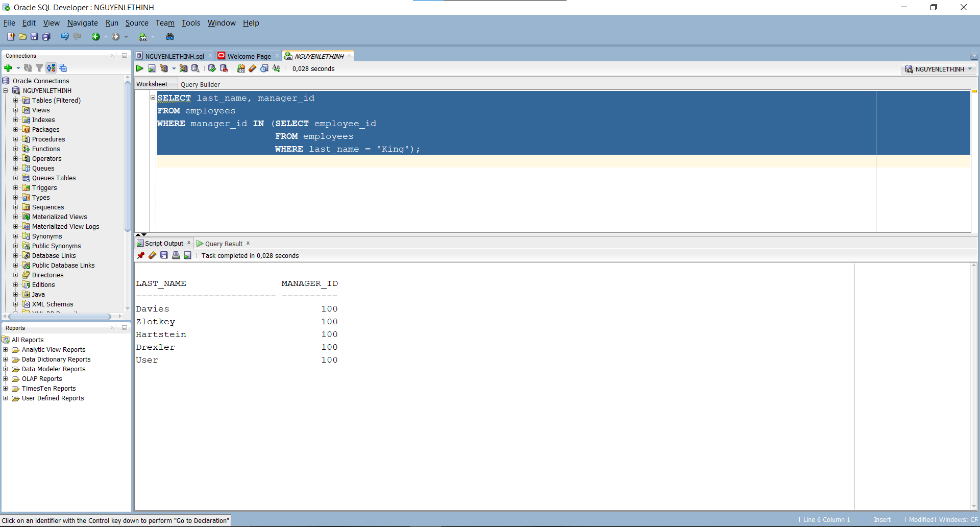 Oracle SQL Developer : NGUYENLETHINH
File Edit View Navigate Run Source Team Tools Window Help
Connections
NGUYENLETHINH.sql
Welcome Page
NGUYENLETHINH
0,028 seconds
NGUYENLETHINH
Worksheet Query Builder
Oracle Connections
NGUYENLETHINH
Tables (Filtered)
Views
Indexes
Packages
Procedures
Functions
Operators
Queues
Queues Tables
Triggers
Types
Sequences
Materialized Views
Materialized View Logs
Synonyms
Public Synonyms
Database Links
Public Database Links
Directories
Editions
Java
XML Schemas
SELECT last_name, manager_id
FROM employees
WHERE manager_id IN (SELECT employee_id
FROM employees
WHERE last_name = 'King');
Script Output Query Result
Task completed in 0,028 seconds
LAST_NAME MANAGER_ID
------------------------- ----------
Davies 100
Zlotkey 100
Hartstein 100
Drexler 100
User 100
Reports
All Reports
Analytic View Reports
Data Dictionary Reports
Data Modeler Reports
OLAP Reports
TimesTen Reports
User Defined Reports
Click on an identifier with the Control key down to perform "Go to Declaration"
Line 6 Column 1 Insert Modified Windows: CF